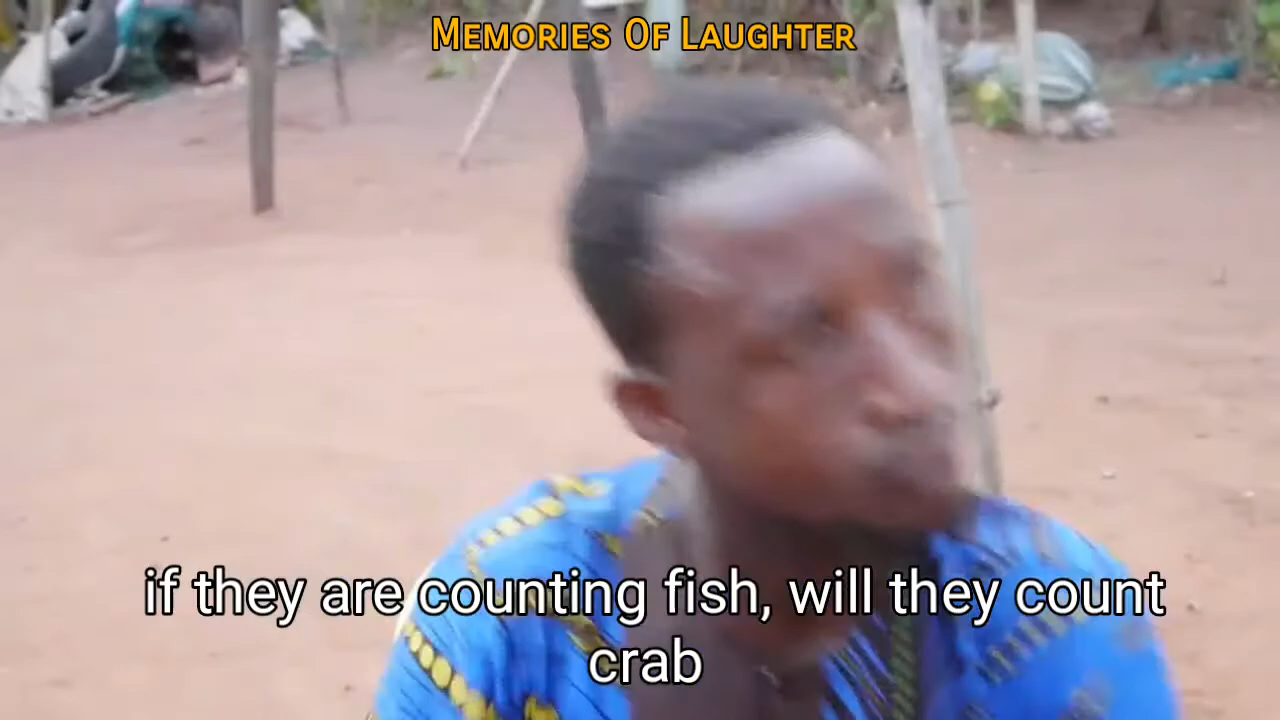 Memories Of Laughter
if they are counting fish, will they count
crab